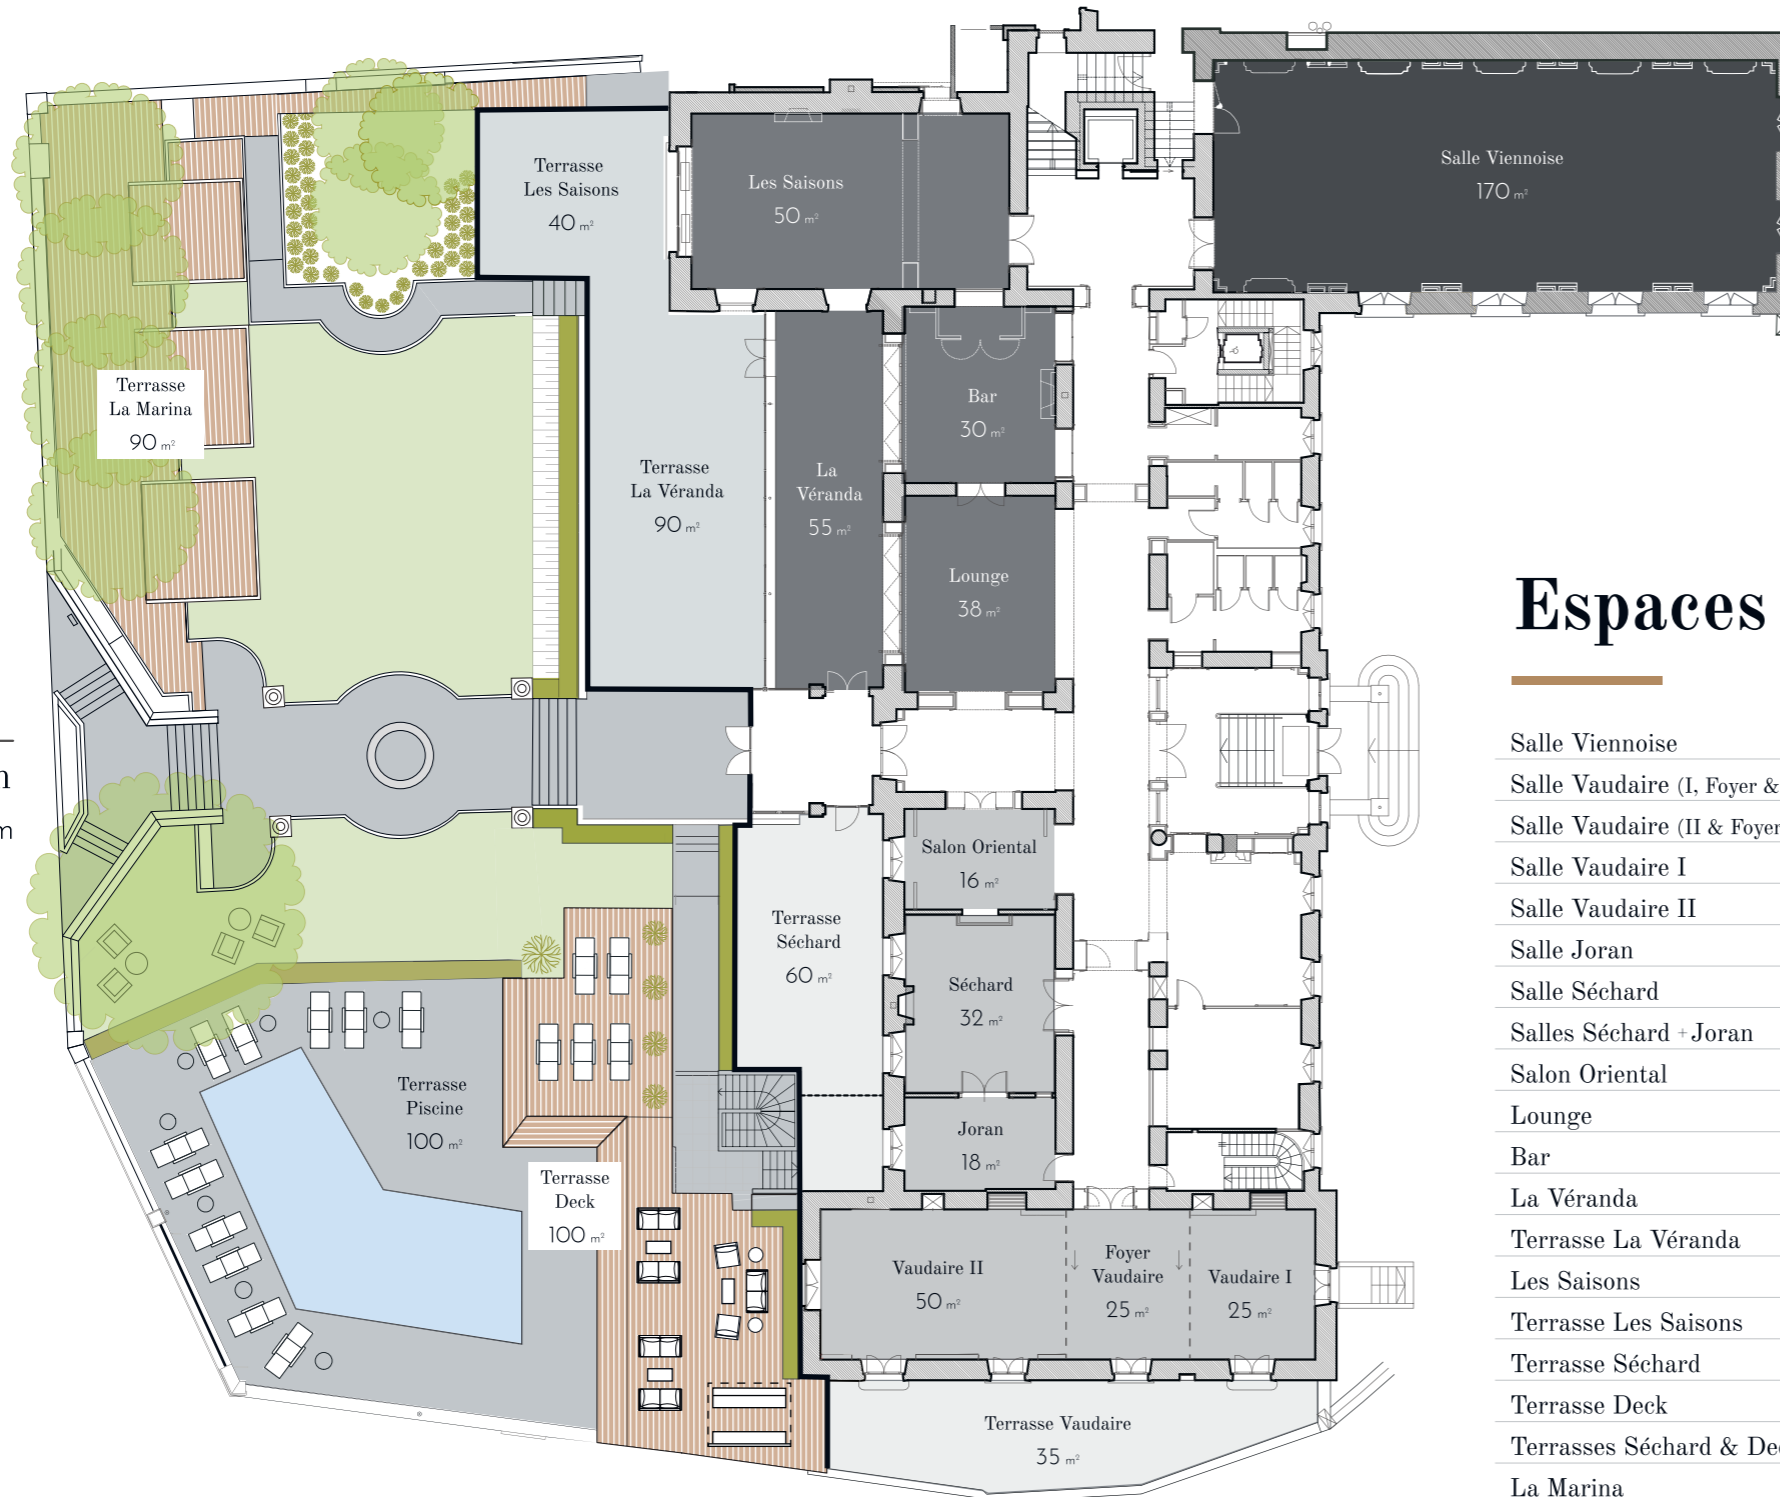 Salle Viennoise
170 m²
Terrasse
Les Saisons
40 m²
Les Saisons
50 m²
Terrasse
La Marina
90 m²
Bar
30 m²
Terrasse
La Véranda
90 m²
La
Véranda
55 m²
Lounge
38 m²
Salon Oriental
16 m²
Terrasse
Séchard
60 m²
Séchard
32 m²
Terrasse
Piscine
100 m²
Joran
18 m²
Terrasse
Deck
100 m²
Vaudaire II
50 m²
Foyer
Vaudaire
25 m²
Vaudaire I
25 m²
Terrasse Vaudaire
35 m²
n
m
Espaces
Salle Viennoise
Salle Vaudaire (I, Foyer &
Salle Vaudaire (II & Foyer
Salle Vaudaire I
Salle Vaudaire II
Salle Joran
Salle Séchard
Salles Séchard + Joran
Salon Oriental
Lounge
Bar
La Véranda
Terrasse La Véranda
Les Saisons
Terrasse Les Saisons
Terrasse Séchard
Terrasse Deck
Terrasses Séchard & De
La Marina